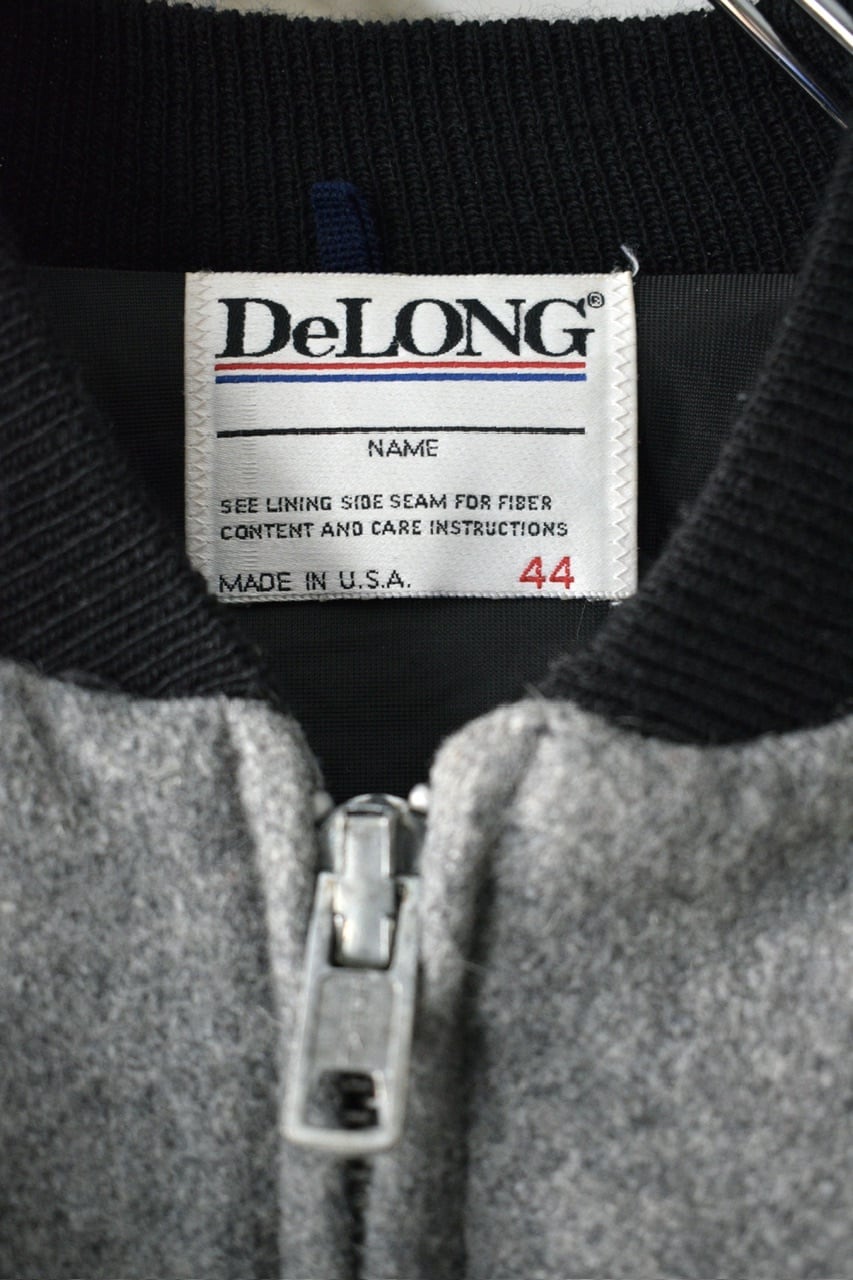 DeLONG®
NAME
SEE LINING SIDE SEAM FOR FIBER
CONTENT AND CARE INSTRUCTIONS
MADE IN U.S.A. 44